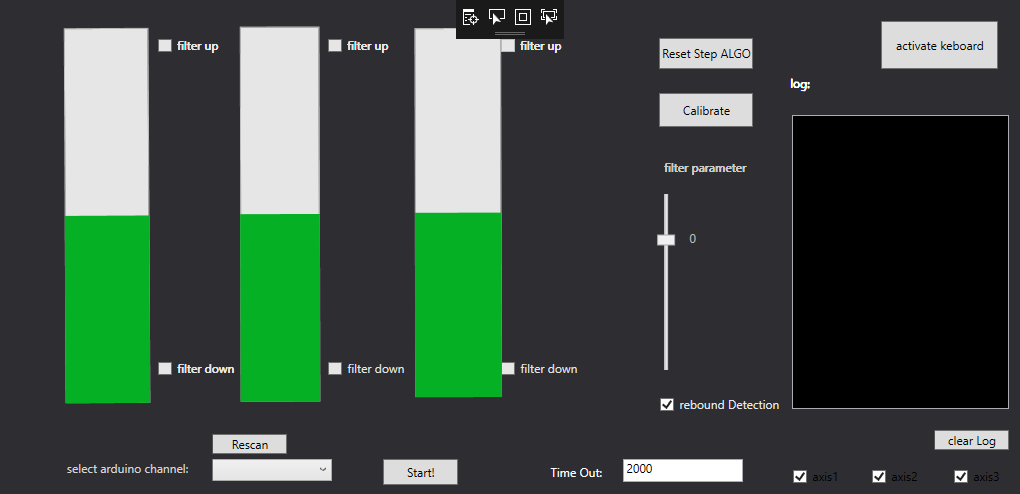 filter up
filter up
filter up
Reset Step ALGO
activate keboard
log:
Calibrate
filter parameter
0
filter down
filter down
filter down
rebound Detection
Rescan
clear Log
select arduino channel:
Start!
Time Out:
2000
axis1
axis2
axis3